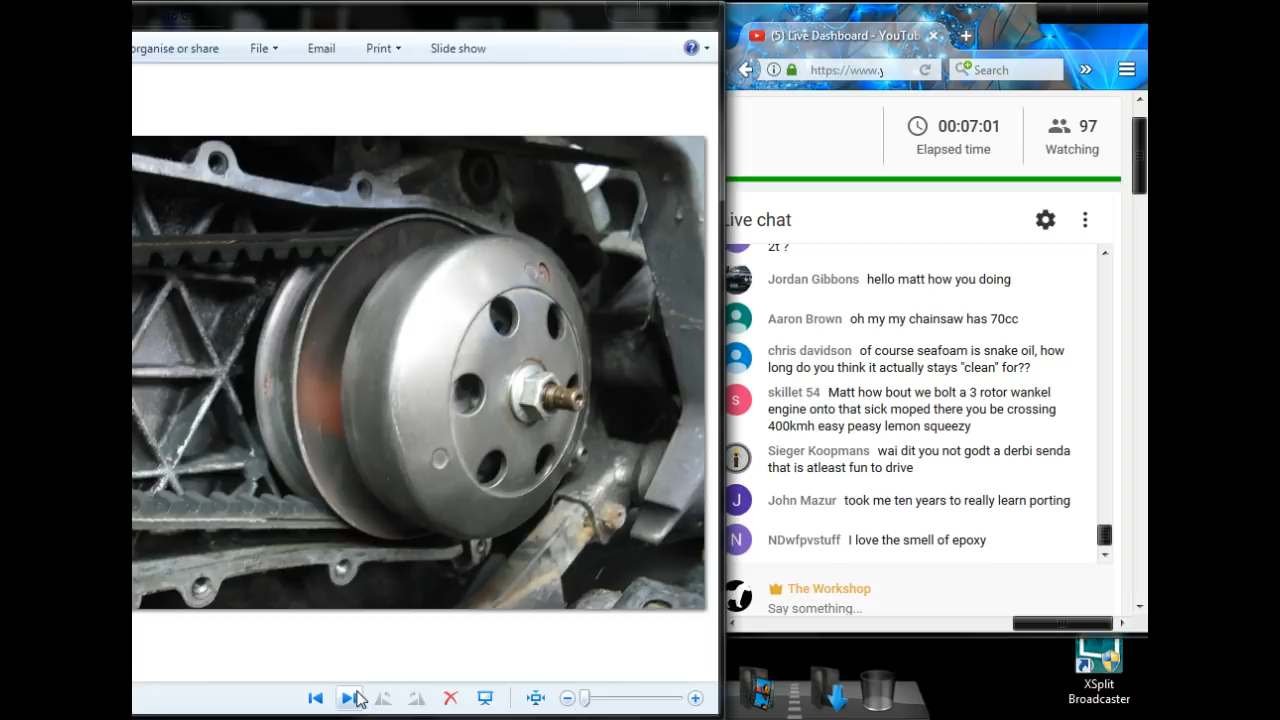 organise or share File Email Print Slide show
(5) Live Dashboard - YouTub
https://www.y Search
00:07:01 97
Elapsed time Watching
Live chat
2t ?
Jordan Gibbons hello matt how you doing
Aaron Brown oh my my chainsaw has 70cc
chris davidson of course seafoam is snake oil, how
long do you think it actually stays "clean" for??
S skillet 54 Matt how bout we bolt a 3 rotor wankel
engine onto that sick moped there you be crossing
400kmh easy peasy lemon squeezy
Sieger Koopmans wai dit you not godt a derbi senda
that is atleast fun to drive
J John Mazur took me ten years to really learn porting
N NDwfpvstuff I love the smell of epoxy
The Workshop
Say something...
XSplit
Broadcaster